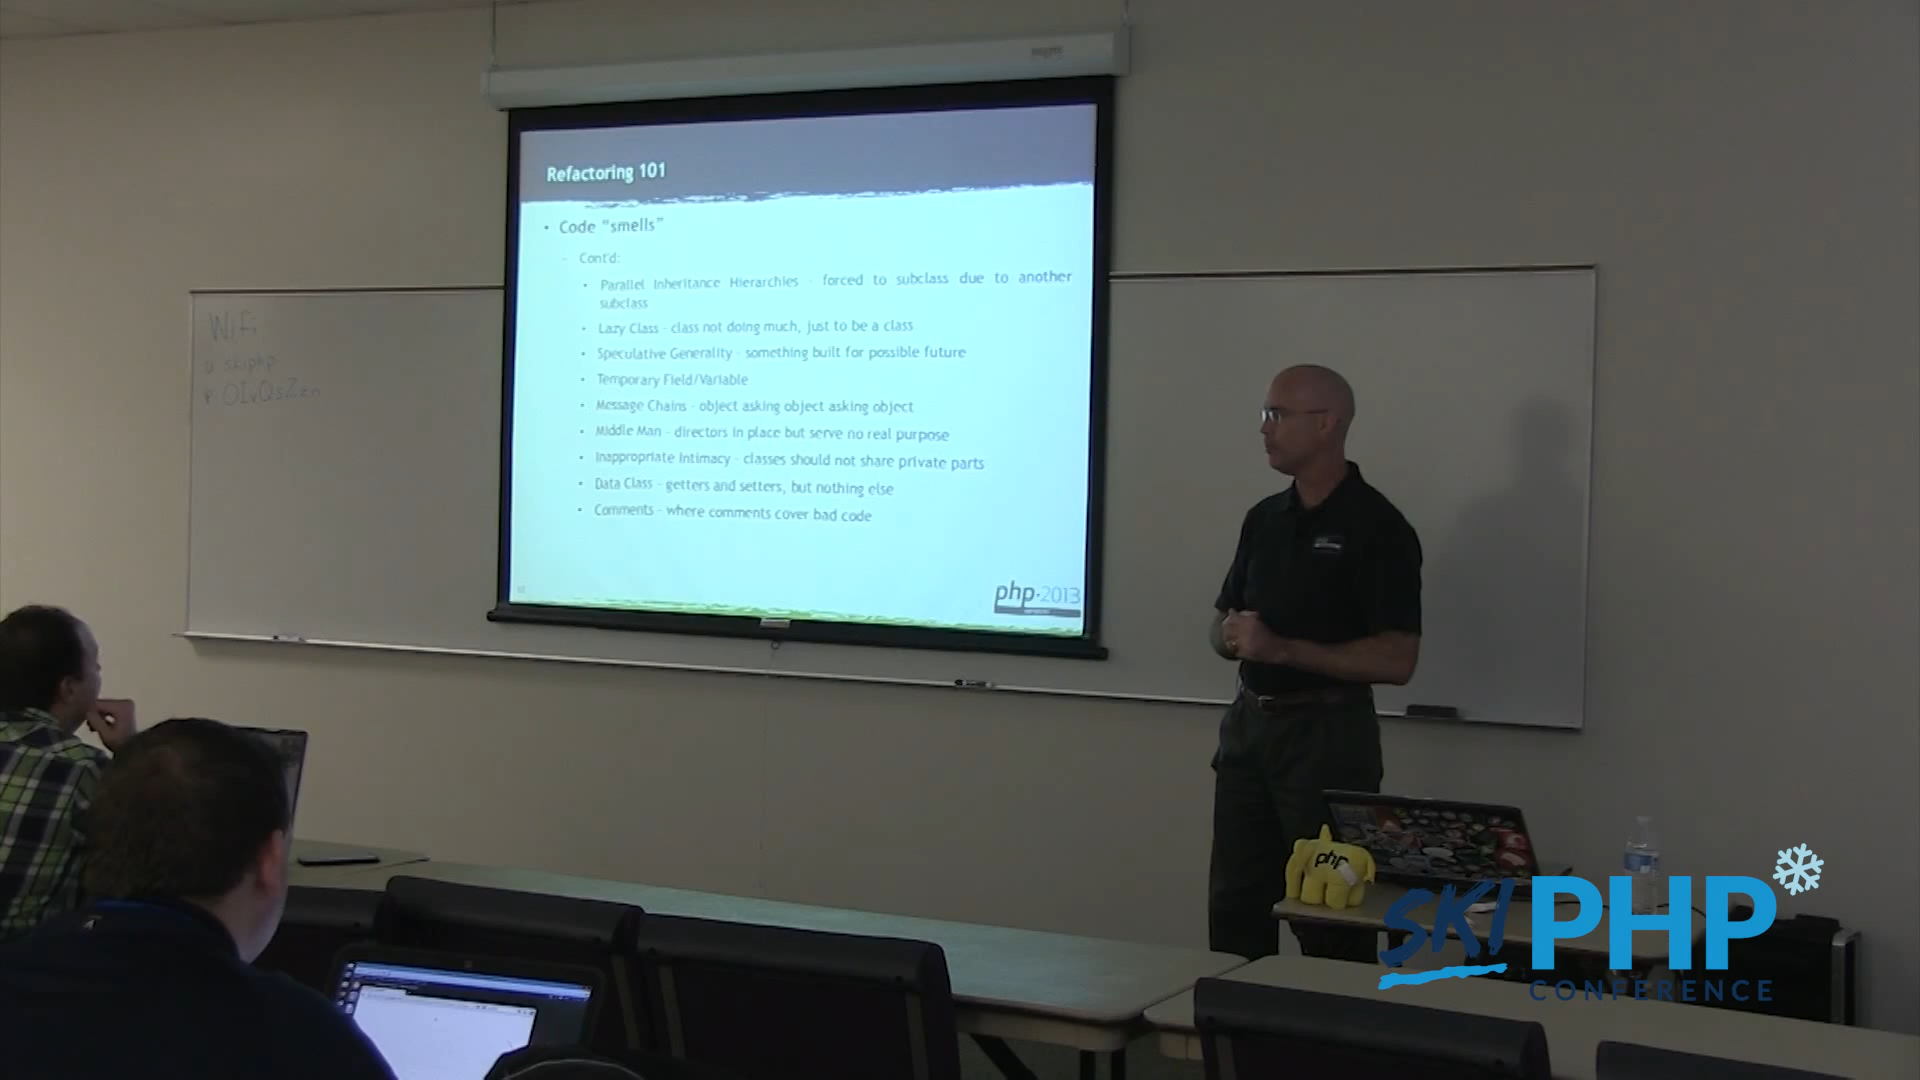 Refactoring 101
• Code “smells”
- Cont'd:
• Parallel Inheritance Hierarchies - forced to subclass due to another
subclass
• Lazy Class - class not doing much, just to be a class
• Speculative Generality - something built for possible future
• Temporary Field/Variable
• Message Chains - object asking object asking object
• Middle Man - directors in place but serve no real purpose
• Inappropriate Intimacy - classes should not share private parts
• Data Class - getters and setters, but nothing else
• Comments - where comments cover bad code
php·2013
WiFi
u skiphp
php
SKI PHP
CONFERENCE